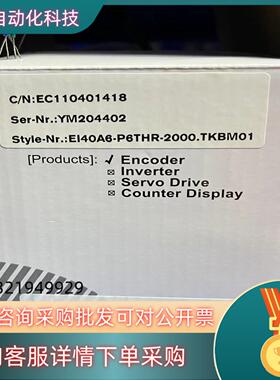 自动化科技
C/N:EC110401418
Ser-Nr.:YM204402
Style-Nr.:EI40A6-P6THR-2000.TKBM01
[Products]: ✓ Encoder
☒ Inverter
☒ Servo Drive
☒ Counter Display
821949929
咨询采购批发可对公开票
客服详情下单采购